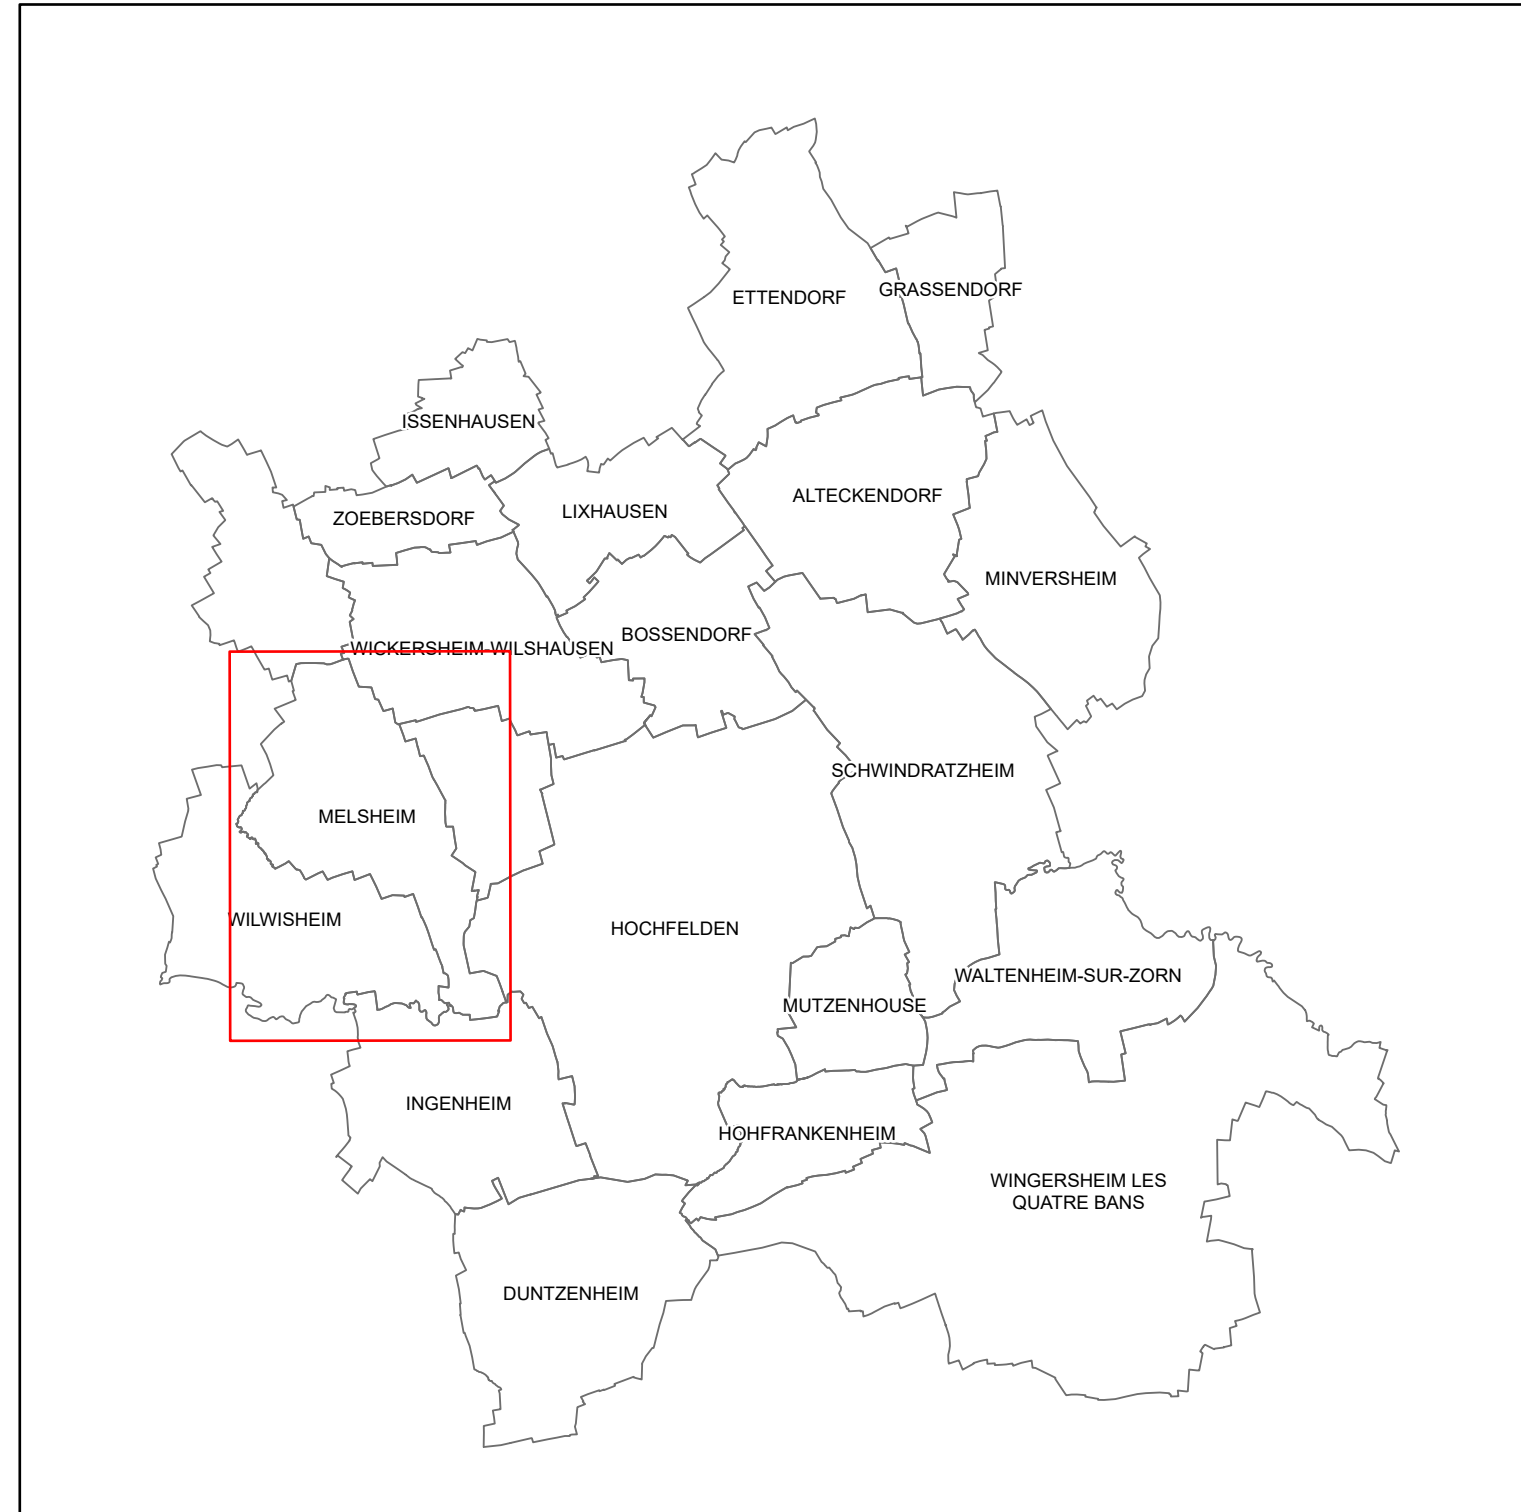 GRASSENDORF
ETTENDORF
ISSENHAUSEN
ALTECKENDORF
LIXHAUSEN
ZOEBERSDORF
MINVERSHEIM
BOSSENDORF
WICKERSHEIM-WILSHAUSEN
SCHWINDRATZHEIM
MELSHEIM
WILWISHEIM
HOCHFELDEN
WALTENHEIM-SUR-ZORN
MUTZENHOUSE
INGENHEIM
HOHFRANKENHEIM
WINGERSHEIM LES
QUATRE BANS
DUNTZENHEIM